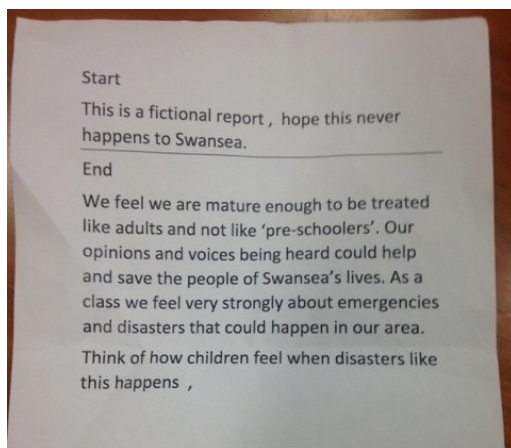 Start
This is a fictional report , hope this never
happens to Swansea.
End
We feel we are mature enough to be treated
like adults and not like ‘pre-schoolers’. Our
opinions and voices being heard could help
and save the people of Swansea’s lives. As a
class we feel very strongly about emergencies
and disasters that could happen in our area.
Think of how children feel when disasters like
this happens ,